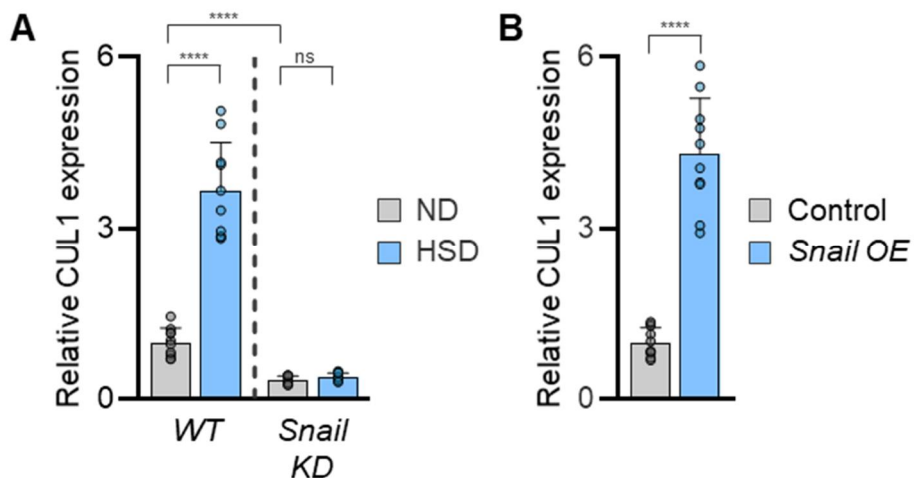 A
Relative CUL1 expression
6
3
0
****
****
ns
WT
Snail
KD
ND
HSD
B
Relative CUL1 expression
6
3
0
****
Control
Snail OE